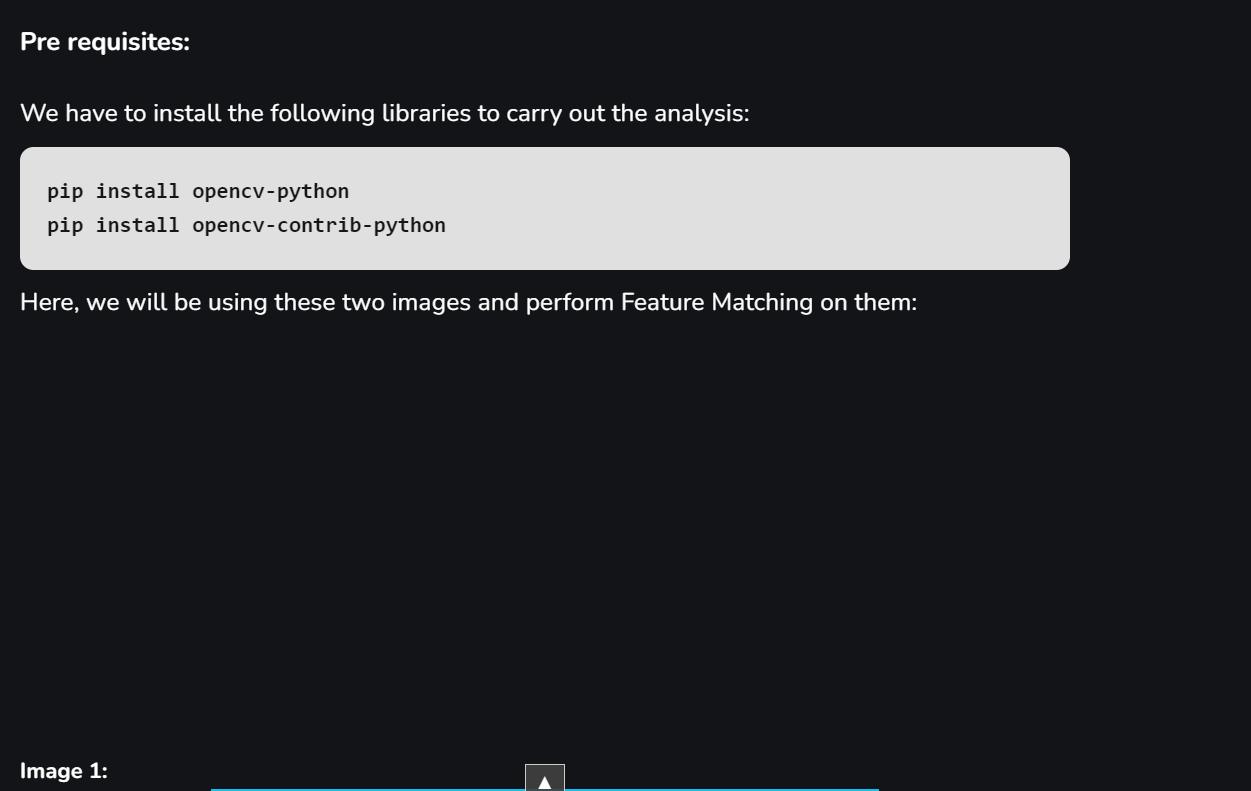 Pre requisites:
We have to install the following libraries to carry out the analysis:
pip install opencv-python
pip install opencv-contrib-python
Here, we will be using these two images and perform Feature Matching on them:
Image 1: